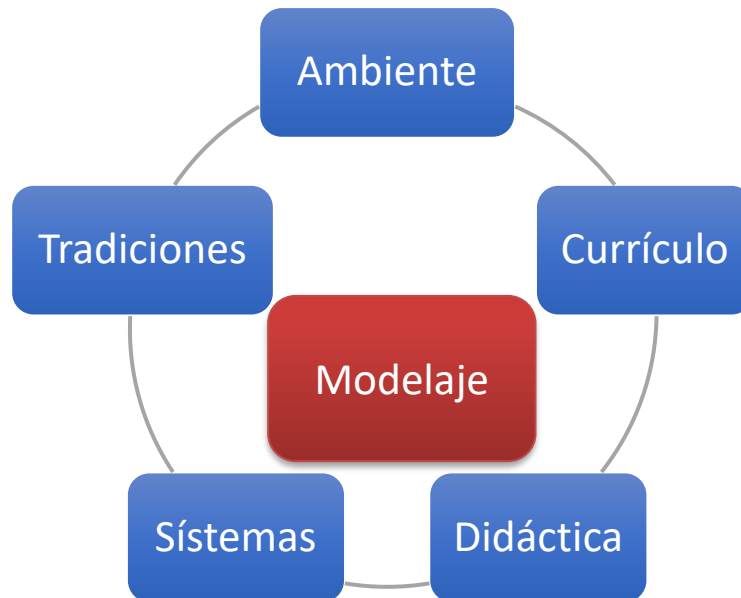 Ambiente
Tradiciones
Currículo
Modelaje
Sístemas
Didáctica